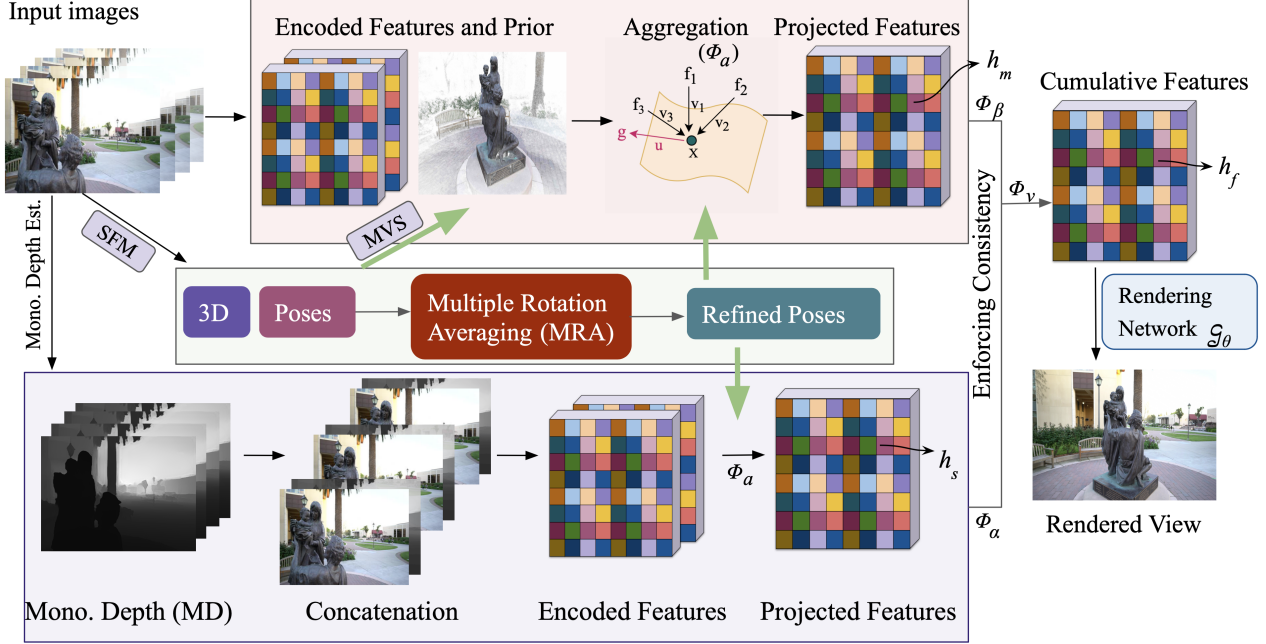 Input images
Encoded Features and Prior
Aggregation
(Φa)
Projected Features
f1
f2
f3
v1
v2
v3
g
u
x
hm
Φβ
Cumulative Features
hf
Φν
Enforcing Consistency
Mono. Depth Est.
SFM
MVS
3D
Poses
Multiple Rotation
Averaging (MRA)
Refined Poses
Rendering
Network 𝒢θ
Φa
hs
Φα
Rendered View
Mono. Depth (MD)
Concatenation
Encoded Features
Projected Features